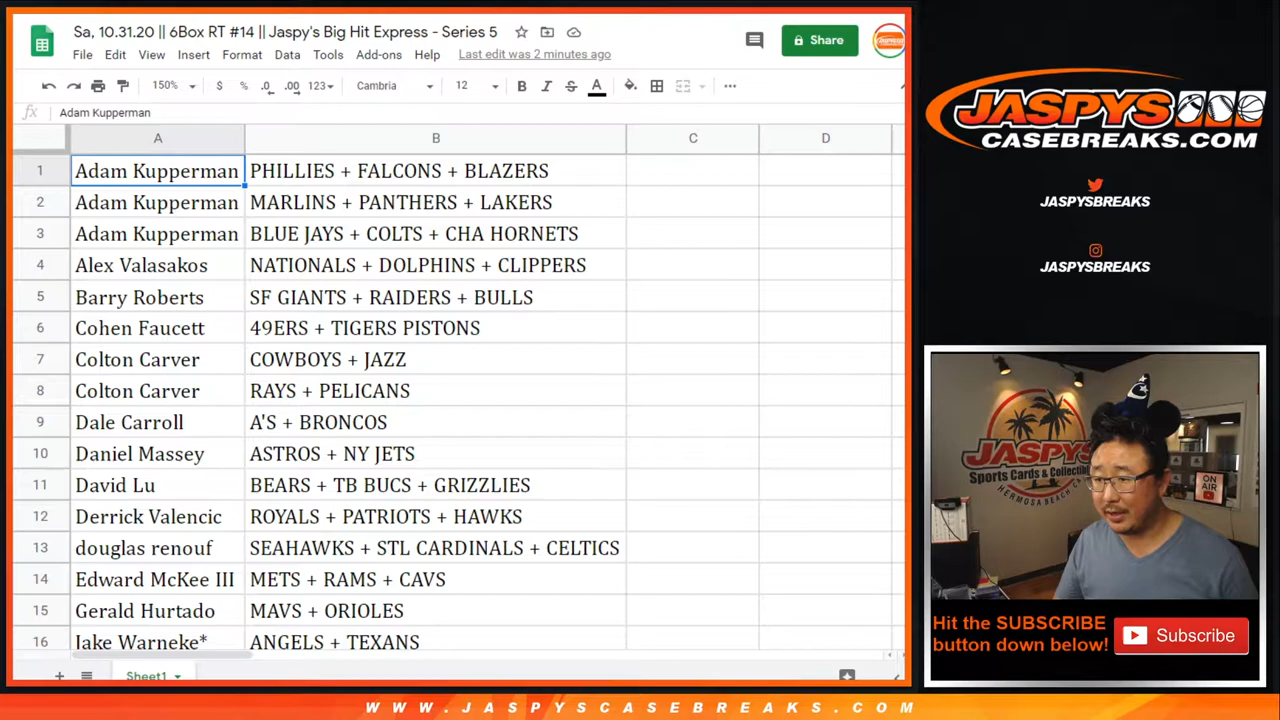 Sa, 10.31.20 || 6Box RT #14 || Jaspy's Big Hit Express - Series 5
File Edit View Insert Format Data Tools Add-ons Help Last edit was 2 minutes ago
Share
150% $ % .0 .00 123 Cambria 12 B I S A
fx Adam Kupperman
A B C D
1 Adam Kupperman PHILLIES + FALCONS + BLAZERS
2 Adam Kupperman MARLINS + PANTHERS + LAKERS
3 Adam Kupperman BLUE JAYS + COLTS + CHA HORNETS
4 Alex Valasakos NATIONALS + DOLPHINS + CLIPPERS
5 Barry Roberts SF GIANTS + RAIDERS + BULLS
6 Cohen Faucett 49ERS + TIGERS PISTONS
7 Colton Carver COWBOYS + JAZZ
8 Colton Carver RAYS + PELICANS
9 Dale Carroll A'S + BRONCOS
10 Daniel Massey ASTROS + NY JETS
11 David Lu BEARS + TB BUCS + GRIZZLIES
12 Derrick Valencic ROYALS + PATRIOTS + HAWKS
13 douglas renouf SEAHAWKS + STL CARDINALS + CELTICS
14 Edward McKee III METS + RAMS + CAVS
15 Gerald Hurtado MAVS + ORIOLES
16 Jake Warneke* ANGELS + TEXANS
Sheet1
JASPYS
CASEBREAKS.COM
JASPYSBREAKS
JASPYSBREAKS
JASPYS
Sports Cards & Collectibl
HERMOSA BEACH
ON AIR
Hit the SUBSCRIBE
button down below!
Subscribe
WWW.JASPYSCASEBREAKS.COM